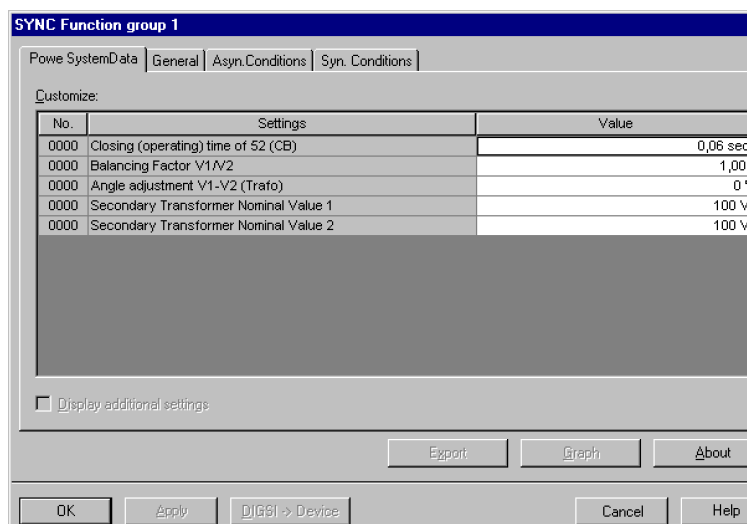 SYNC Function group 1
Powe SystemData General Asyn.Conditions Syn. Conditions
Customize:
No. Settings Value
0000 Closing (operating) time of 52 (CB) 0,06 sec
0000 Balancing Factor V1/V2 1,00
0000 Angle adjustment V1-V2 (Trafo) 0 °
0000 Secondary Transformer Nominal Value 1 100 V
0000 Secondary Transformer Nominal Value 2 100 V
Display additional settings
Export Graph About
OK Apply DIGSI -> Device Cancel Help